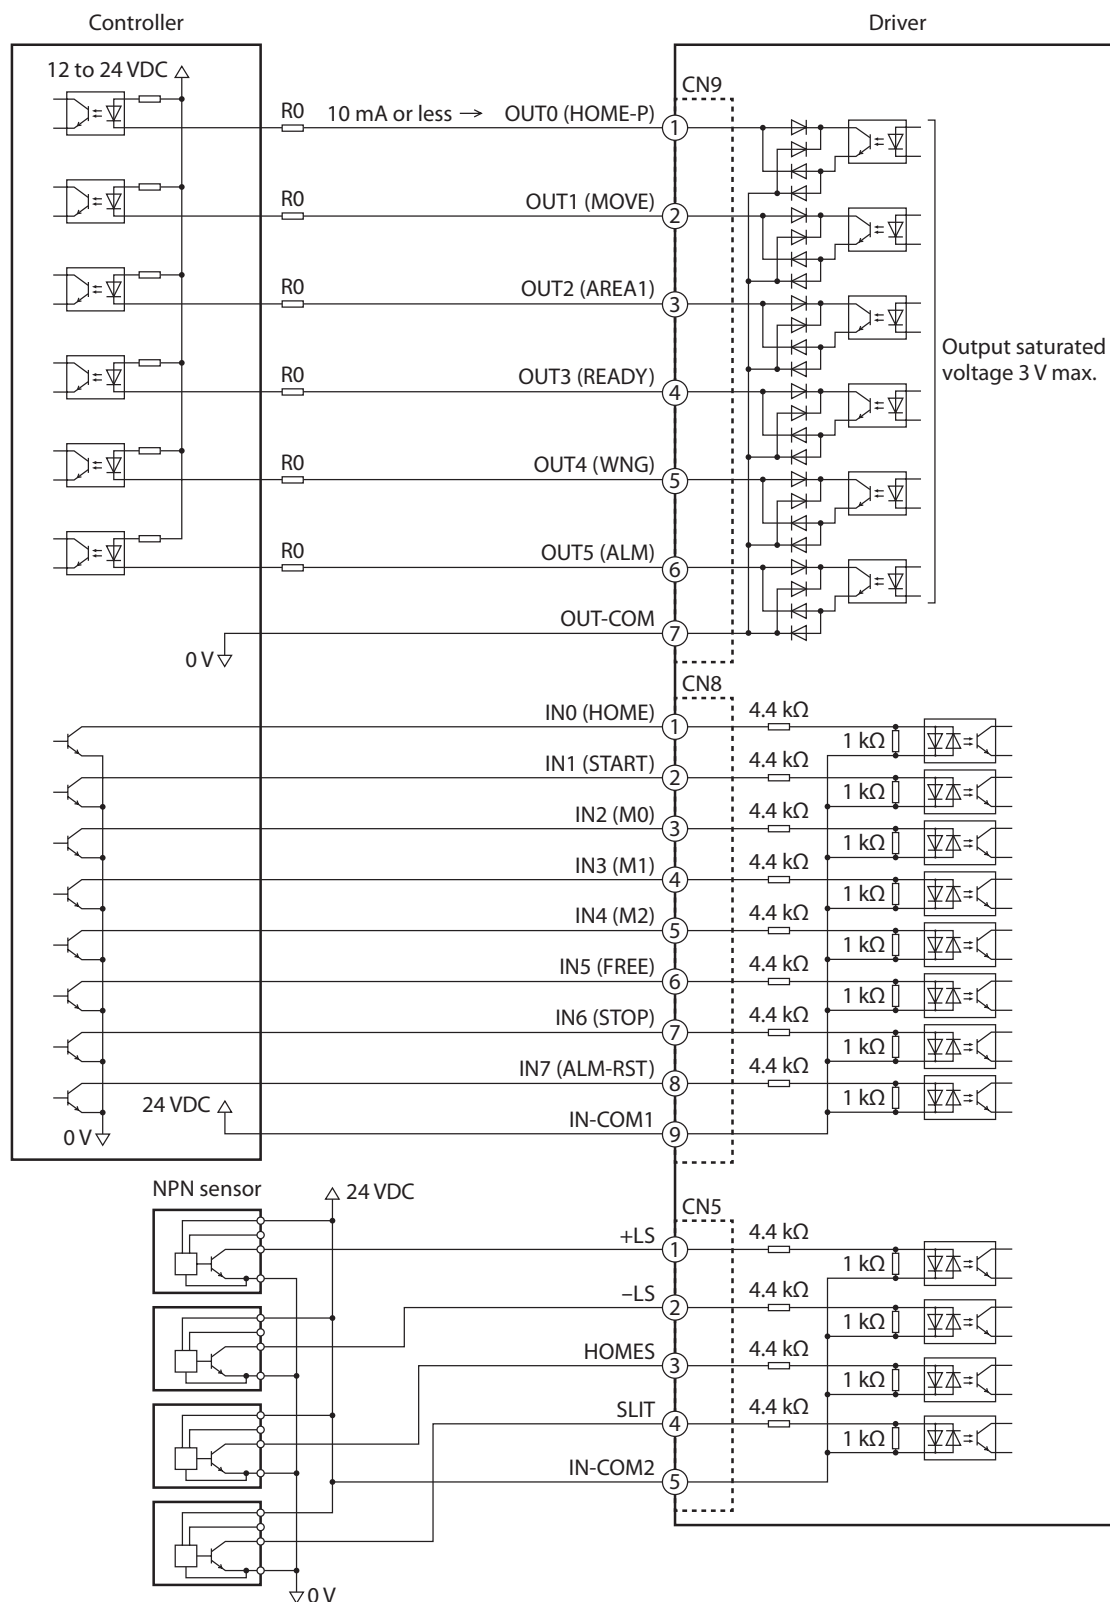 Controller
Driver
12 to 24 VDC
CN9
R0
10 mA or less →
OUT0 (HOME-P)
1
R0
OUT1 (MOVE)
2
R0
OUT2 (AREA1)
3
Output saturated
voltage 3 V max.
R0
OUT3 (READY)
4
R0
OUT4 (WNG)
5
R0
OUT5 (ALM)
6
OUT-COM
7
0 V
CN8
IN0 (HOME)
1
4.4 kΩ
1 kΩ
IN1 (START)
2
4.4 kΩ
1 kΩ
IN2 (M0)
3
4.4 kΩ
1 kΩ
IN3 (M1)
4
4.4 kΩ
1 kΩ
IN4 (M2)
5
4.4 kΩ
1 kΩ
IN5 (FREE)
6
4.4 kΩ
1 kΩ
IN6 (STOP)
7
4.4 kΩ
1 kΩ
IN7 (ALM-RST)
8
4.4 kΩ
1 kΩ
24 VDC
IN-COM1
9
0 V
NPN sensor
24 VDC
CN5
+LS
1
4.4 kΩ
1 kΩ
–LS
2
4.4 kΩ
1 kΩ
HOMES
3
4.4 kΩ
1 kΩ
SLIT
4
4.4 kΩ
1 kΩ
IN-COM2
5
0 V